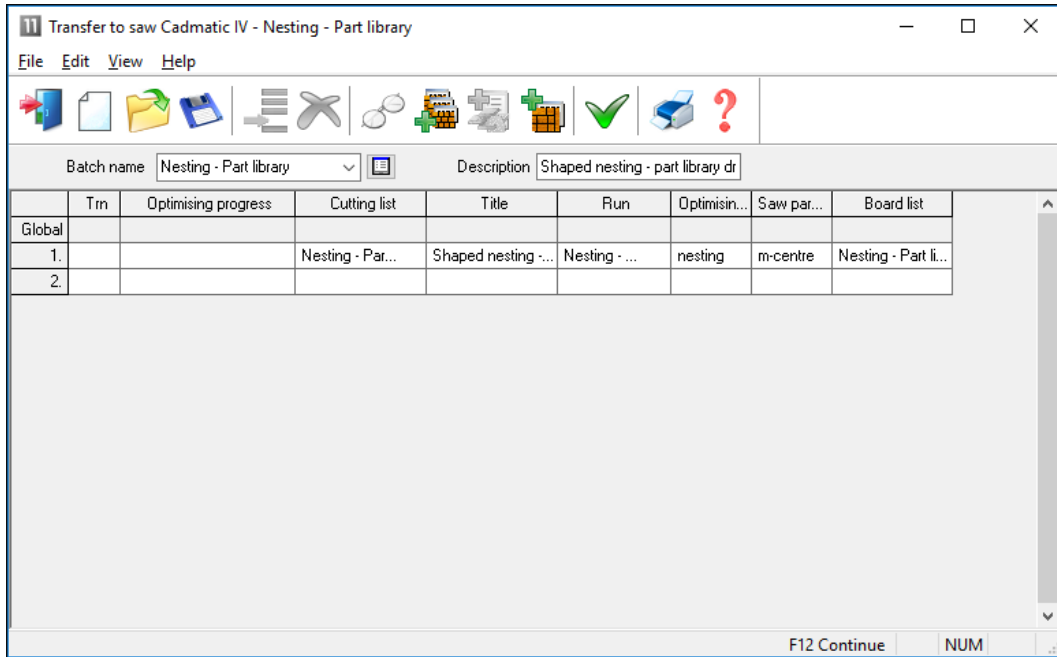 11 Transfer to saw Cadmatic IV - Nesting - Part library
File Edit View Help
?
Batch name Nesting - Part library Description Shaped nesting - part library dr
Trn Optimising progress Cutting list Title Run Optimisin... Saw par... Board list
Global
1. Nesting - Par... Shaped nesting -... Nesting - ... nesting m-centre Nesting - Part li...
2.
F12 Continue NUM